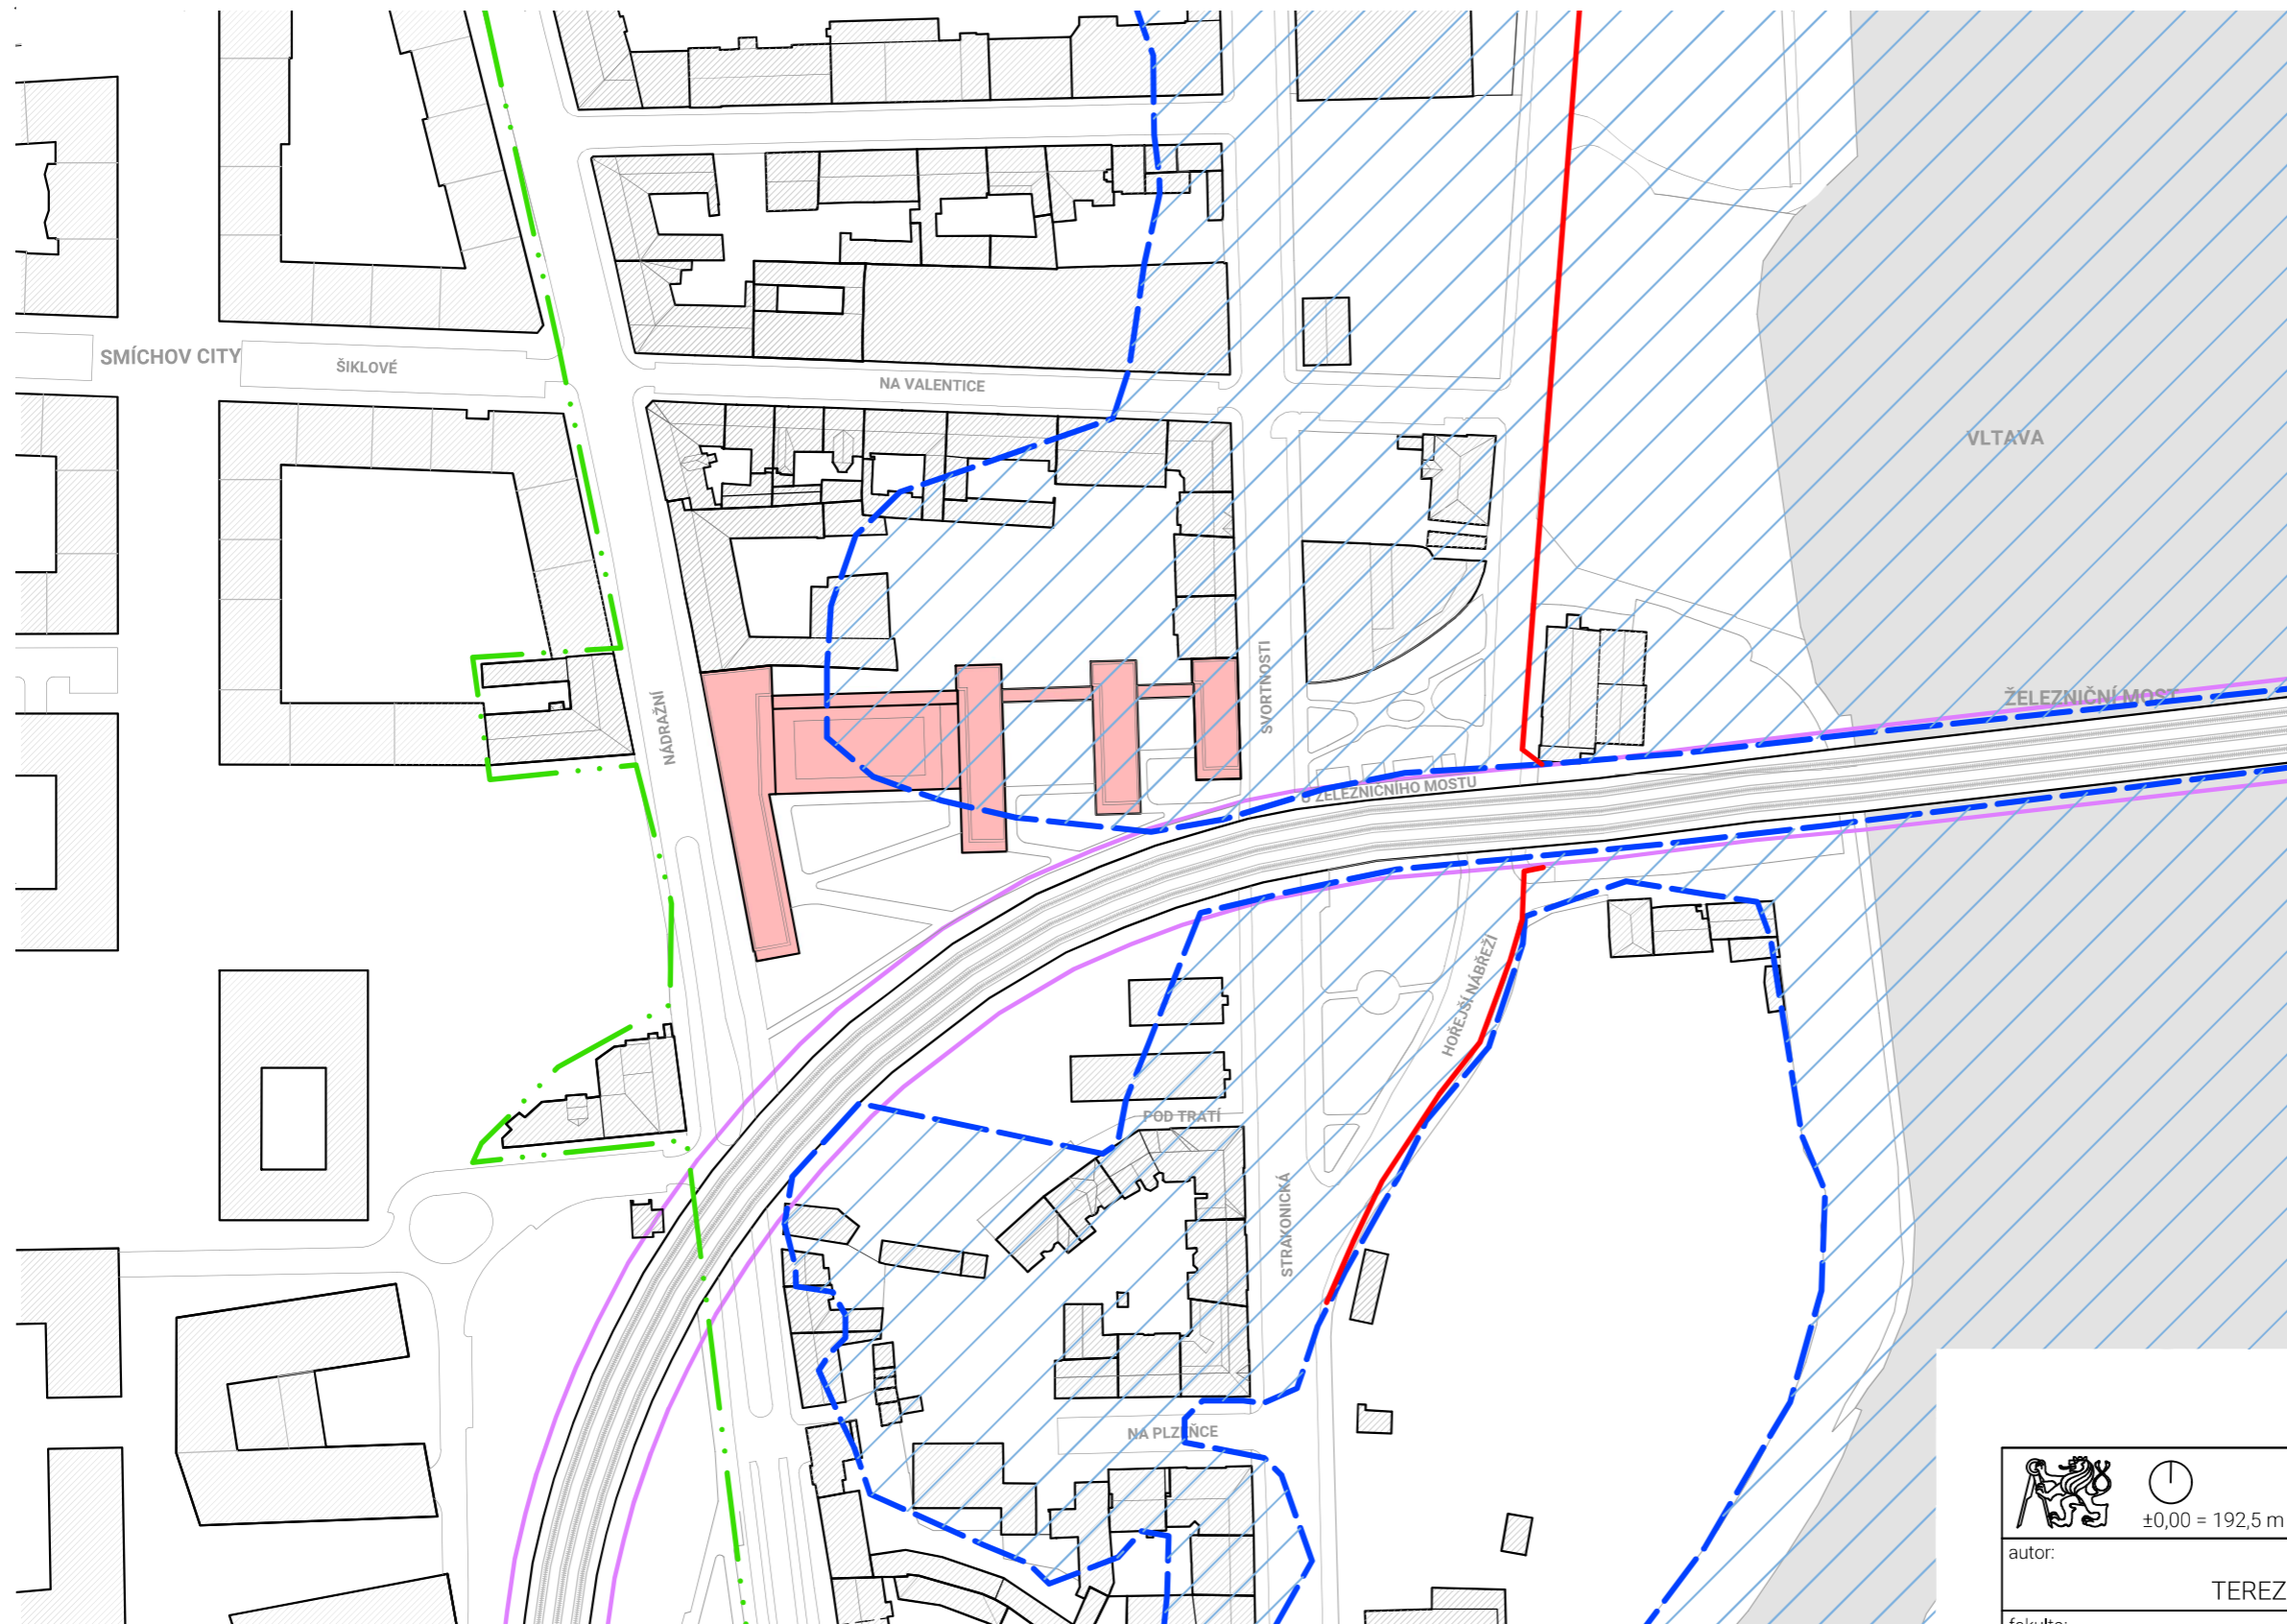 SMÍCHOV CITY
ŠIKLOVÉ
NA VALENTICE
VLTAVA
NÁDRAŽNÍ
SVORNOSTI
ŽELEZNIČNÍ MOST
U ŽELEZNIČNÍHO MOSTU
HOŘEJŠÍ NÁBŘEŽÍ
POD TRATÍ
STRAKONICKÁ
NA PLZEŇCE
±0,00 = 192,5 m
autor:
TEREZ